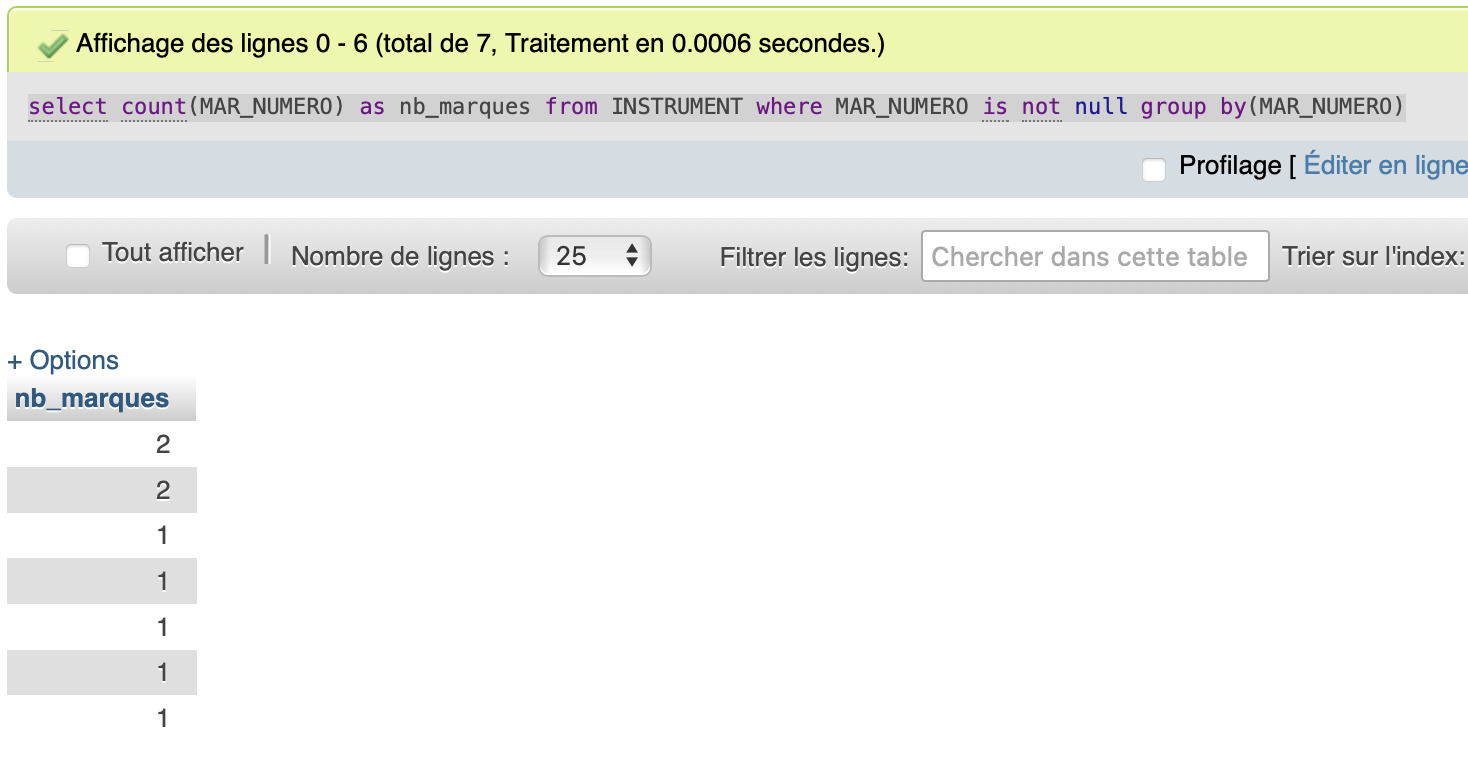 Affichage des lignes 0 - 6 (total de 7, Traitement en 0.0006 secondes.)
select count(MAR_NUMERO) as nb_marques from INSTRUMENT where MAR_NUMERO is not null group by(MAR_NUMERO)
Profilage [ Éditer en ligne
Tout afficher | Nombre de lignes : 25 Filtrer les lignes: Chercher dans cette table Trier sur l'index:
+ Options
nb_marques
2
2
1
1
1
1
1